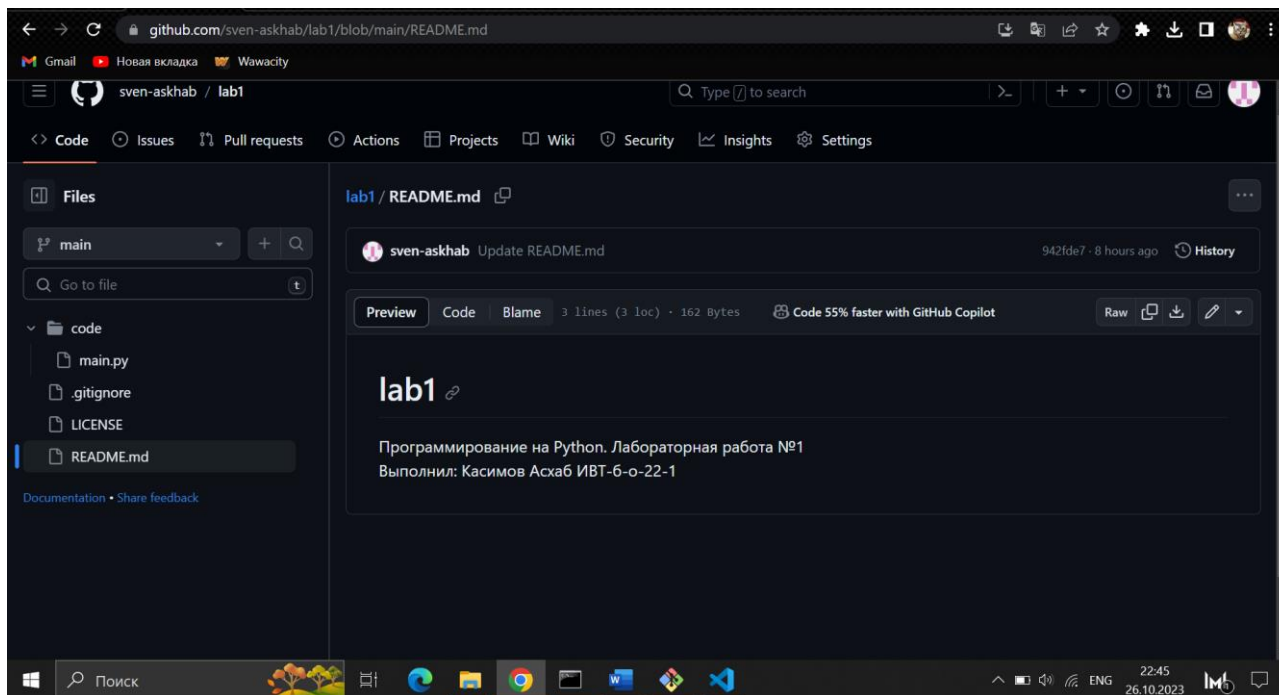 github.com/sven-askhab/lab1/blob/main/README.md
Gmail Новая вкладка Wawacity
sven-askhab / lab1 Type / to search
Code Issues Pull requests Actions Projects Wiki Security Insights Settings
Files
lab1 / README.md
main
sven-askhab Update README.md 942fde7 · 8 hours ago History
Go to file t
Preview Code Blame 3 lines (3 loc) · 162 Bytes Code 55% faster with GitHub Copilot Raw
code
main.py
.gitignore
LICENSE
README.md
Documentation • Share feedback
lab1
Программирование на Python. Лабораторная работа №1
Выполнил: Касимов Асхаб ИВТ-б-о-22-1
Поиск
ENG
22:45
26.10.2023